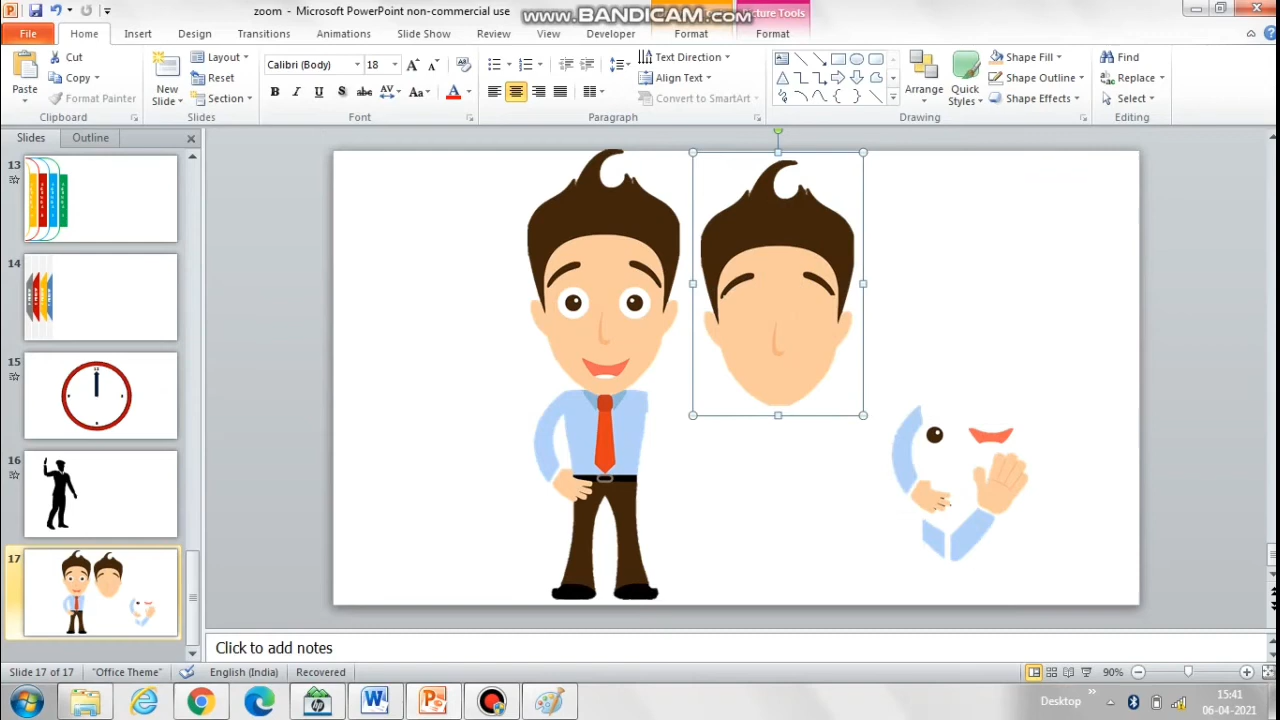 zoom - Microsoft PowerPoint non-commercial use
www.BANDICAM.com
cture Tools
File Home Insert Design Transitions Animations Slide Show Review View Developer Format Format
Paste
Cut
Copy
Format Painter
Clipboard
New Slide
Layout
Reset
Section
Slides
Calibri (Body) 18
Font
Text Direction
Align Text
Convert to SmartArt
Paragraph
Arrange
Quick Styles
Shape Fill
Shape Outline
Shape Effects
Drawing
Find
Replace
Select
Editing
Slides Outline
13
14
15
16
17
Click to add notes
Slide 17 of 17 "Office Theme" English (India) Recovered 90%
Desktop
15:41
06-04-2021